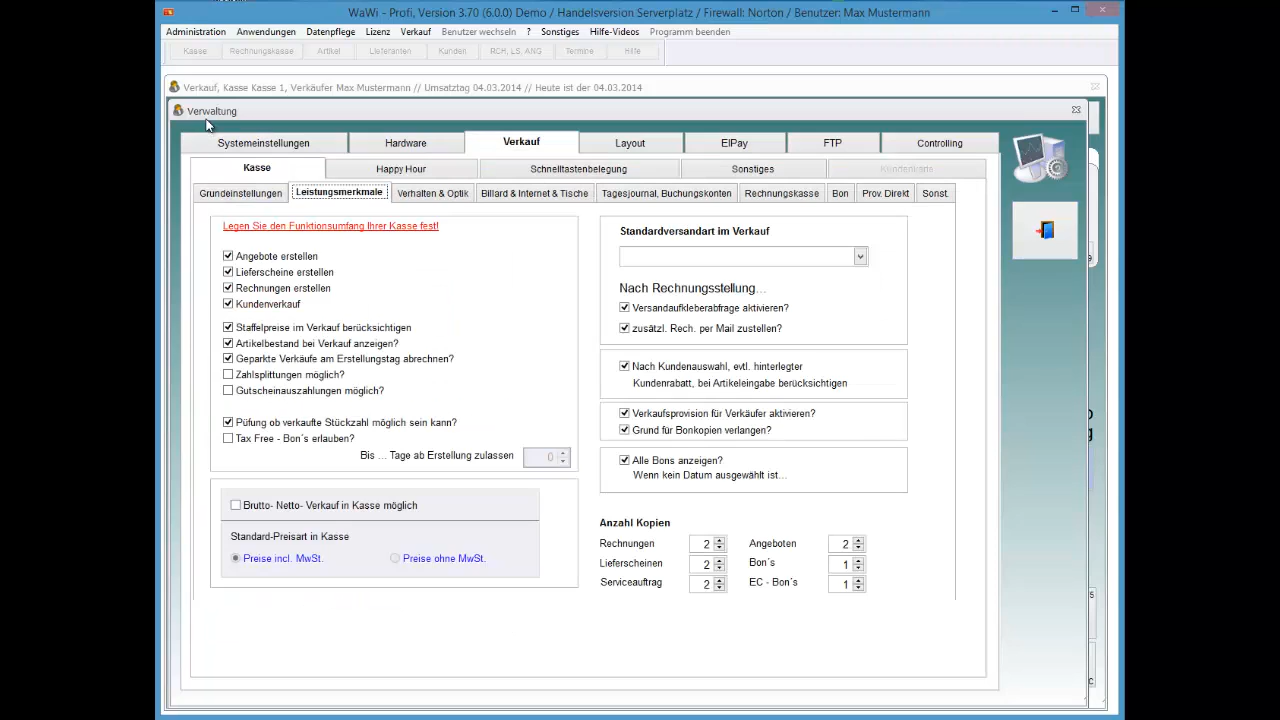 WaWi - Profi, Version 3.70 (6.0.0) Demo / Handelsversion Serverplatz / Firewall: Norton / Benutzer: Max Mustermann
Administration Anwendungen Datenpflege Lizenz Verkauf Benutzer wechseln ? Sonstiges Hilfe-Videos Programm beenden
Kasse Rechnungskasse Artikel Lieferanten Kunden RCH, LS, ANG Termine Hilfe
Verkauf, Kasse Kasse 1, Verkäufer Max Mustermann // Umsatztag 04.03.2014 // Heute ist der 04.03.2014
Verwaltung
Systemeinstellungen Hardware Verkauf Layout ElPay FTP Controlling
Kasse Happy Hour Schnelltastenbelegung Sonstiges Kundenkarte
Grundeinstellungen Leistungsmerkmale Verhalten & Optik Billard & Internet & Tische Tagesjournal, Buchungskonten Rechnungskasse Bon Prov. Direkt Sonst.
Legen Sie den Funktionsumfang Ihrer Kasse fest!
Angebote erstellen
Lieferscheine erstellen
Rechnungen erstellen
Kundenverkauf
Staffelpreise im Verkauf berücksichtigen
Artikelbestand bei Verkauf anzeigen?
Geparkte Verkäufe am Erstellungstag abrechnen?
Zahlsplittungen möglich?
Gutscheinauszahlungen möglich?
Püfung ob verkaufte Stückzahl möglich sein kann?
Tax Free - Bon´s erlauben?
Bis ... Tage ab Erstellung zulassen 0
Brutto- Netto- Verkauf in Kasse möglich
Standard-Preisart in Kasse
Preise incl. MwSt. Preise ohne MwSt.
Standardversandart im Verkauf
Nach Rechnungsstellung...
Versandaufkleberabfrage aktivieren?
zusätzl. Rech. per Mail zustellen?
Nach Kundenauswahl, evtl. hinterlegter
Kundenrabatt, bei Artikeleingabe berücksichtigen
Verkaufsprovision für Verkäufer aktivieren?
Grund für Bonkopien verlangen?
Alle Bons anzeigen?
Wenn kein Datum ausgewählt ist...
Anzahl Kopien
Rechnungen 2 Angeboten 2
Lieferscheinen 2 Bon´s 1
Serviceauftrag 2 EC - Bon´s 1